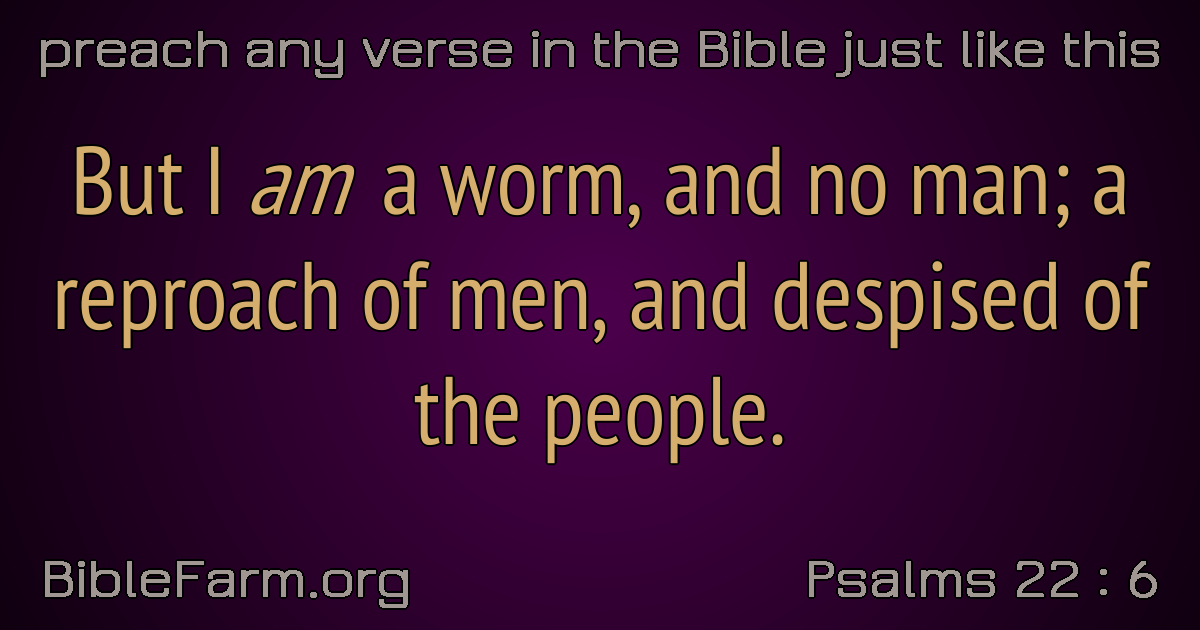 preach any verse in the Bible just like this
But I am a worm, and no man; a
reproach of men, and despised of
the people.
BibleFarm.org
Psalms 22 : 6